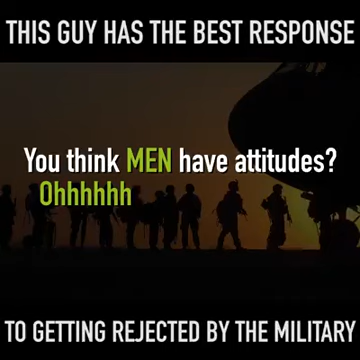 THIS GUY HAS THE BEST RESPONSE
You think MEN have attitudes?
Ohhhhhh
TO GETTING REJECTED BY THE MILITARY